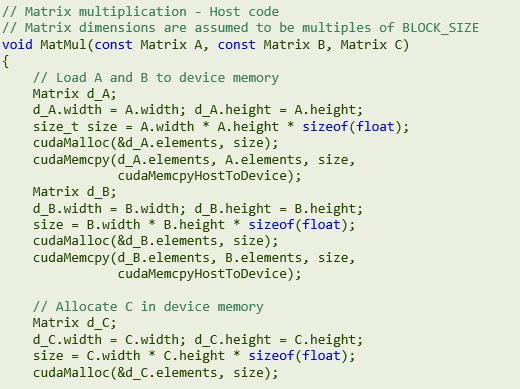 // Matrix multiplication - Host code
// Matrix dimensions are assumed to be multiples of BLOCK_SIZE
void MatMul(const Matrix A, const Matrix B, Matrix C)
{
    // Load A and B to device memory
    Matrix d_A;
    d_A.width = A.width; d_A.height = A.height;
    size_t size = A.width * A.height * sizeof(float);
    cudaMalloc(&d_A.elements, size);
    cudaMemcpy(d_A.elements, A.elements, size,
               cudaMemcpyHostToDevice);
    Matrix d_B;
    d_B.width = B.width; d_B.height = B.height;
    size = B.width * B.height * sizeof(float);
    cudaMalloc(&d_B.elements, size);
    cudaMemcpy(d_B.elements, B.elements, size,
               cudaMemcpyHostToDevice);

    // Allocate C in device memory
    Matrix d_C;
    d_C.width = C.width; d_C.height = C.height;
    size = C.width * C.height * sizeof(float);
    cudaMalloc(&d_C.elements, size);